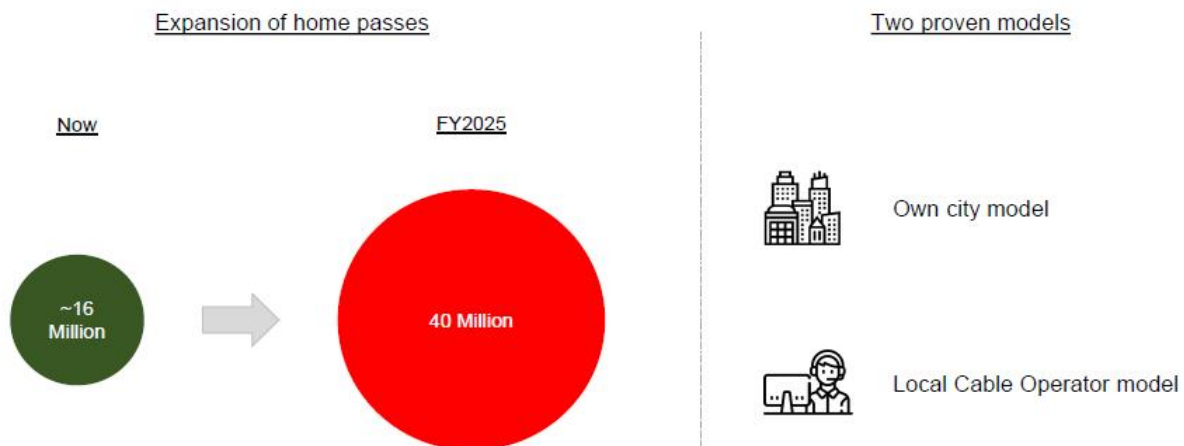 Expansion of home passes
Now
FY2025
~16
Million
40 Million
Two proven models
Own city model
Local Cable Operator model